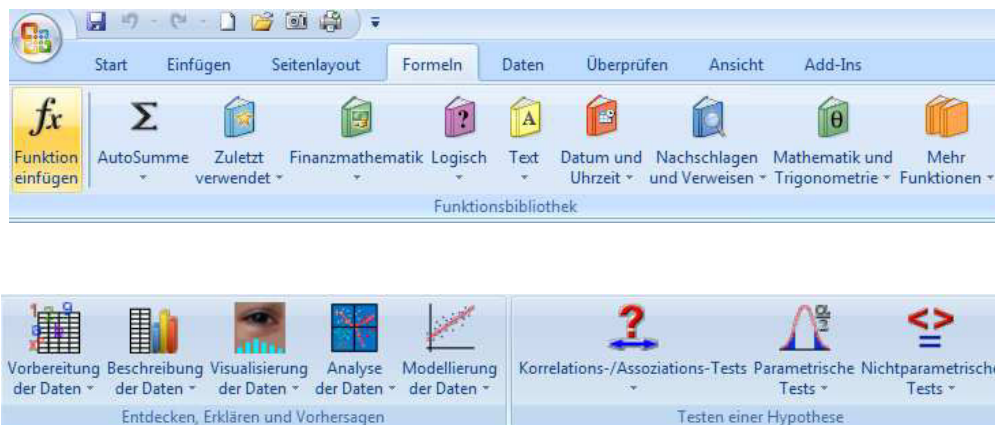 Start Einfügen Seitenlayout Formeln Daten Überprüfen Ansicht Add-Ins
fx Σ ? A θ
Funktion AutoSumme Zuletzt Finanzmathematik Logisch Text Datum und Nachschlagen Mathematik und Mehr
einfügen verwendet Uhrzeit und Verweisen Trigonometrie Funktionen
Funktionsbibliothek
? α/2 <> =
Vorbereitung Beschreibung Visualisierung Analyse Modellierung Korrelations-/Assoziations-Tests Parametrische Nichtparametrische
der Daten der Daten der Daten der Daten der Daten Tests Tests
Entdecken, Erklären und Vorhersagen Testen einer Hypothese